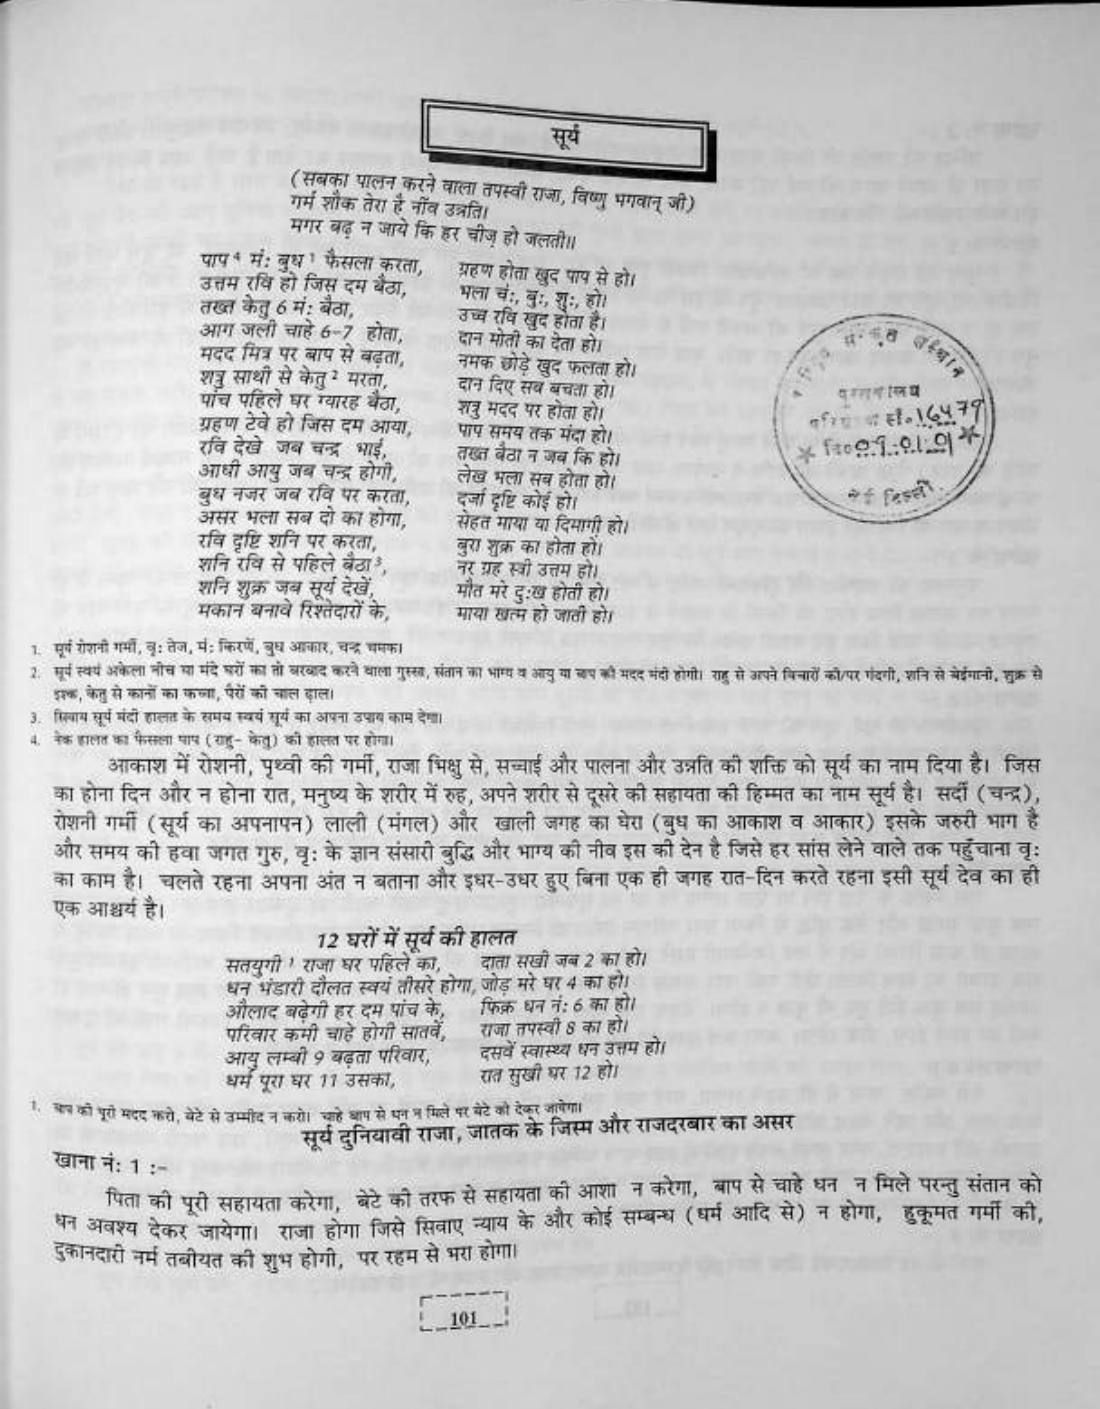 सूर्य
(सबका पालन करने वाला तपस्वी राजा, विष्णु भगवान् जी)
गर्म शौक तेरा है नींव उन्नति।
मगर बढ़ न जाये कि हर चीज़ हो जलती॥
पाप ⁴ मं: बुध ¹ फैसला करता, ग्रहण होता खुद पाप से हो।
उत्तम रवि हो जिस दम बैठा, भला चं:, बु:, शु:, हो।
तख्त केतु 6 मं: बैठा, उच्च रवि खुद होता है।
आग जली चाहे 6-7 होता, दान मोती का देता हो।
मदद मित्र पर बाप से बढ़ता, नमक छोड़े खुद फलता हो।
शत्रु साथी से केतु ² मरता, दान दिए सब बचता हो।
पांच पहिले घर ग्यारह बैठा, शत्रु मदद पर होता हो।
ग्रहण टेवे हो जिस दम आया, पाप समय तक मंदा हो।
रवि देखे जब चन्द्र भाई, तख्त बैठा न जब कि हो।
आधी आयु जब चन्द्र होगी, लेख भला सब होता हो।
बुध नजर जब रवि पर करता, दर्जा दृष्टि कोई हो।
असर भला सब दो का होगा, सेहत माया या दिमागी हो।
रवि दृष्टि शनि पर करता, बुरा शुक्र का होता हो।
शनि रवि से पहिले बैठा ³, नर ग्रह स्त्री उत्तम हो।
शनि शुक्र जब सूर्य देखें, मौत मरे दु:ख होती हो।
मकान बनावे रिश्तेदारों के, माया खत्म हो जाती हो।
पुस्तकालय
सं. 16479
दि० 09.01.01
नई दिल्ली
1. सूर्य रोशनी गर्मी, वृ: तेज, मं: किरणें, बुध आकार, चन्द्र चमक।
2. सूर्य स्वयं अकेला नीच या मंदे घरों का तो बरबाद करने वाला गुस्सा, संतान का भाग्य व आयु या बाप की मदद मंदी होगी। राहु से अपने विचारों की/पर गंदगी, शनि से बेईमानी, शुक्र से
इश्क, केतु से कानों का कच्चा, पैरों की चाल ढाल।
3. सिवाय सूर्य मंदी हालत के समय स्वयं सूर्य का अपना उपाय काम देगा।
4. नेक हालत का फैसला पाप (राहु- केतु) की हालत पर होगा।
आकाश में रोशनी, पृथ्वी की गर्मी, राजा भिक्षु से, सच्चाई और पालना और उन्नति की शक्ति को सूर्य का नाम दिया है। जिस
का होना दिन और न होना रात, मनुष्य के शरीर में रुह, अपने शरीर से दूसरे की सहायता की हिम्मत का नाम सूर्य है। सर्दी (चन्द्र),
रोशनी गर्मी (सूर्य का अपनापन) लाली (मंगल) और खाली जगह का घेरा (बुध का आकाश व आकार) इसके जरुरी भाग है
और समय की हवा जगत गुरु, वृ: के ज्ञान संसारी बुद्धि और भाग्य की नीव इस की देन है जिसे हर सांस लेने वाले तक पहुँचाना वृ:
का काम है। चलते रहना अपना अंत न बताना और इधर-उधर हुए बिना एक ही जगह रात-दिन करते रहना इसी सूर्य देव का ही
एक आश्चर्य है।
12 घरों में सूर्य की हालत
सतयुगी ¹ राजा घर पहिले का, दाता सखी जब 2 का हो।
धन भंडारी दौलत स्वयं तीसरे होगा, जोड़ मरे घर 4 का हो।
औलाद बढ़ेगी हर दम पांच के, फिक्र धन नं: 6 का हो।
परिवार कमी चाहे होगी सातवें, राजा तपस्वी 8 का हो।
आयु लम्बी 9 बढ़ता परिवार, दसवें स्वास्थ्य धन उत्तम हो।
धर्म पूरा घर 11 उसका, रात सुखी घर 12 हो।
1. बाप की पूरी मदद करो, बेटे से उम्मीद न करो। चाहे बाप से धन न मिले पर बेटे को देकर जायेगा।
सूर्य दुनियावी राजा, जातक के जिस्म और राजदरबार का असर
खाना नं: 1 :-
पिता की पूरी सहायता करेगा, बेटे की तरफ से सहायता की आशा न करेगा, बाप से चाहे धन न मिले परन्तु संतान को
धन अवश्य देकर जायेगा। राजा होगा जिसे सिवाए न्याय के और कोई सम्बन्ध (धर्म आदि से) न होगा, हुकूमत गर्मी की,
दुकानदारी नर्म तबीयत की शुभ होगी, पर रहम से भरा होगा।
101